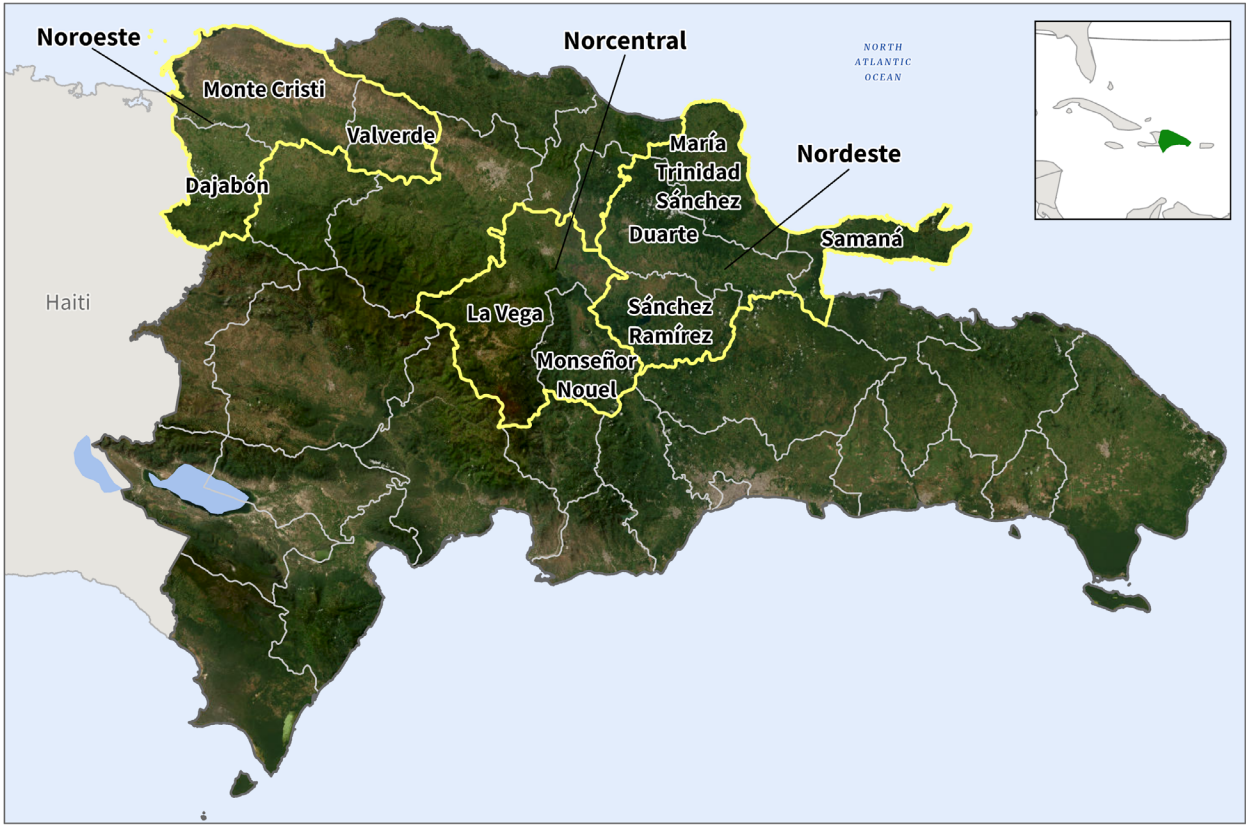 Noroeste
Norcentral
NORTH
ATLANTIC
OCEAN
Monte Cristi
Valverde
María
Trinidad
Sánchez
Nordeste
Dajabón
Duarte
Samaná
Haiti
La Vega
Sánchez
Ramírez
Monseñor
Nouel